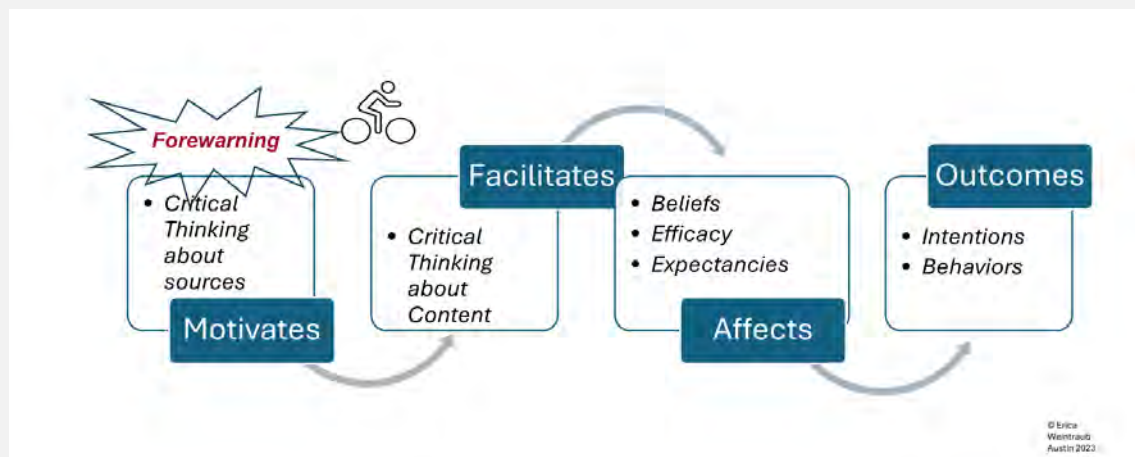 Forewarning
• Critical
Thinking
about
sources
Motivates
Facilitates
• Critical
Thinking
about
Content
• Beliefs
• Efficacy
• Expectancies
Affects
Outcomes
• Intentions
• Behaviors
© Erica
Weintraub
Austin 2023